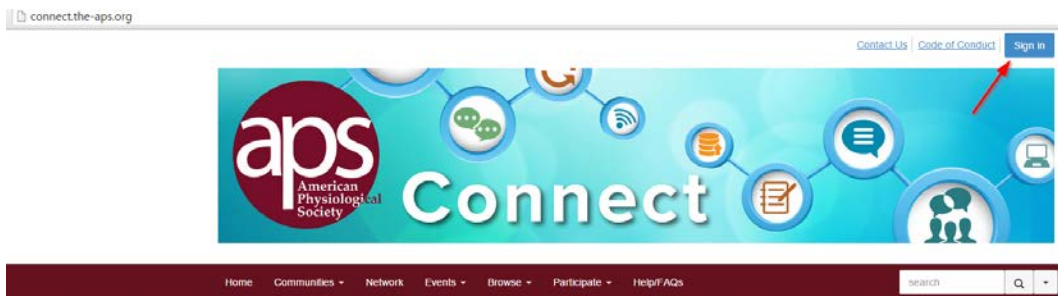 connect.the-aps.org
Contact Us Code of Conduct Sign in
aps
American
Physiological
Society
Connect
Home Communities Network Events Browse Participate Help/FAQs search